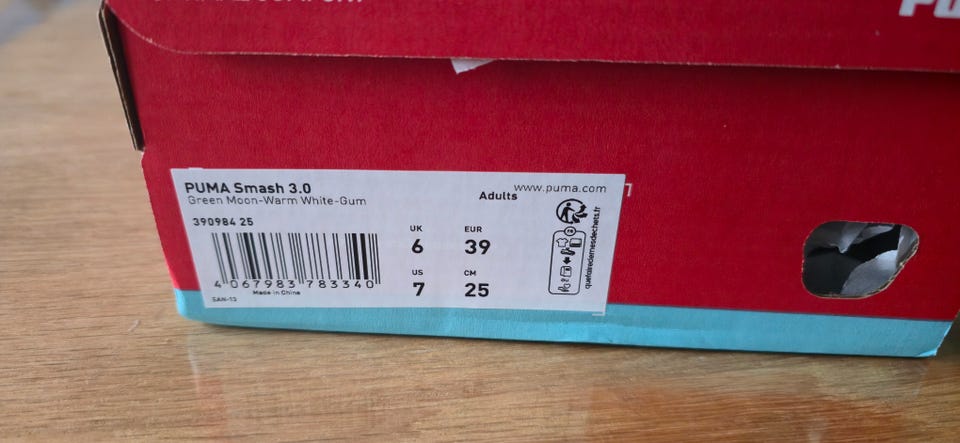 PUMA Smash 3.0
Green Moon-Warm White-Gum
www.puma.com
Adults
390984 25
UK 6 EUR 39
US 7 CM 25
4 067983 783340
Made in China
SAN-13
FR
quefairedemesdechets.fr